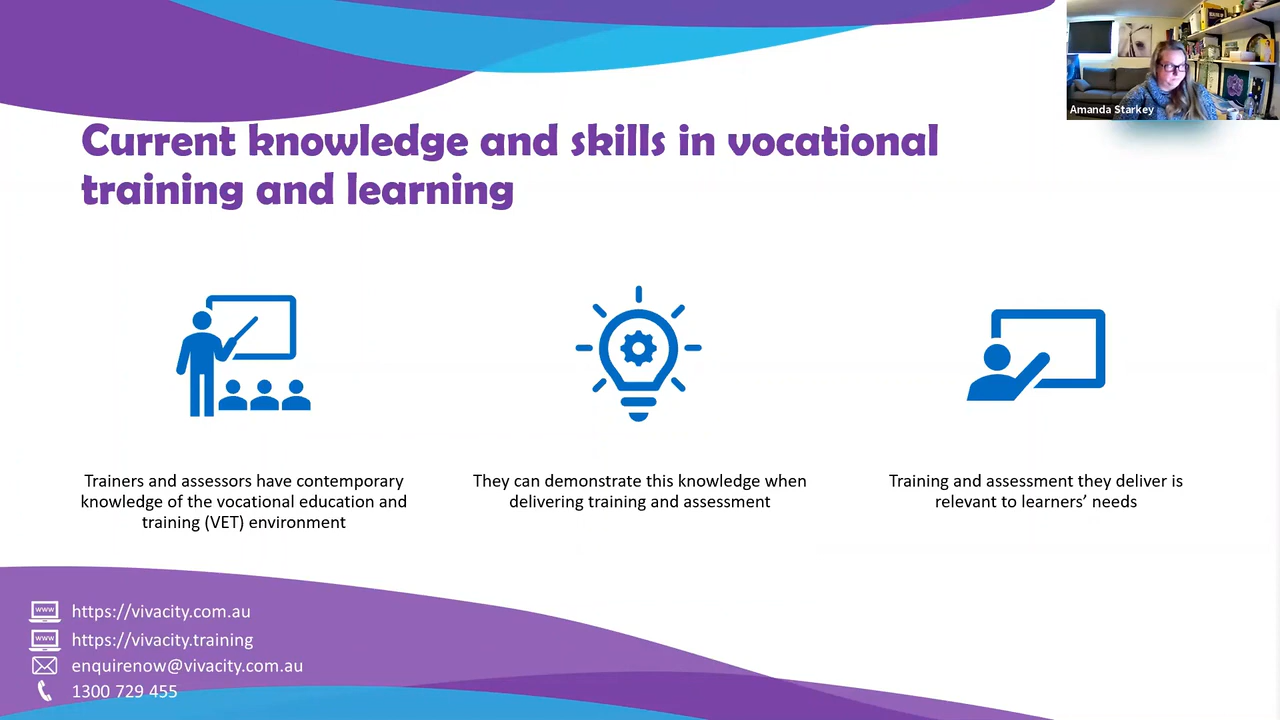 Amanda Starkey
Current knowledge and skills in vocational
training and learning
Trainers and assessors have contemporary
knowledge of the vocational education and
training (VET) environment
They can demonstrate this knowledge when
delivering training and assessment
Training and assessment they deliver is
relevant to learners’ needs
www https://vivacity.com.au
www https://vivacity.training
enquirenow@vivacity.com.au
1300 729 455